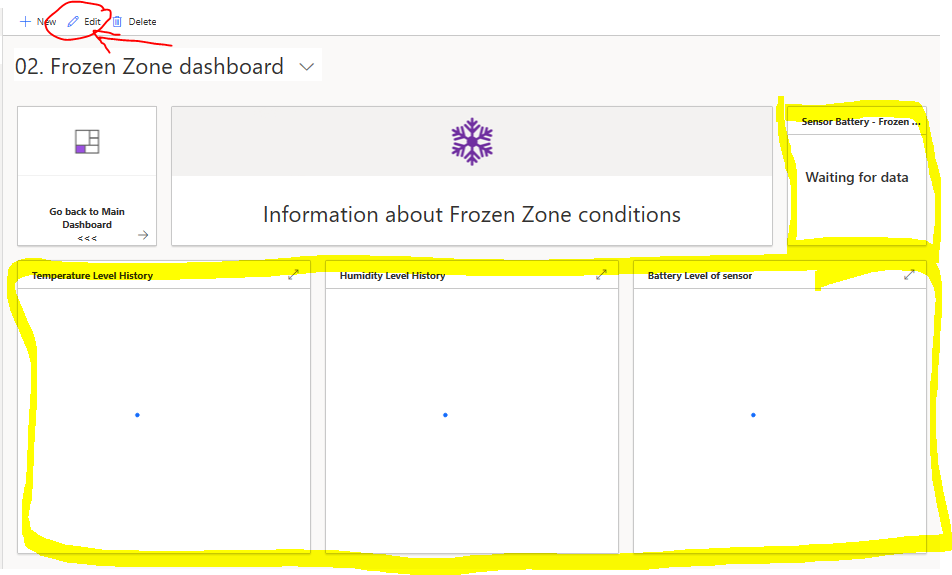 New Edit Delete
02. Frozen Zone dashboard
Go back to Main
Dashboard
<<<
Information about Frozen Zone conditions
Sensor Battery - Frozen ...
Waiting for data
Temperature Level History
Humidity Level History
Battery Level of sensor